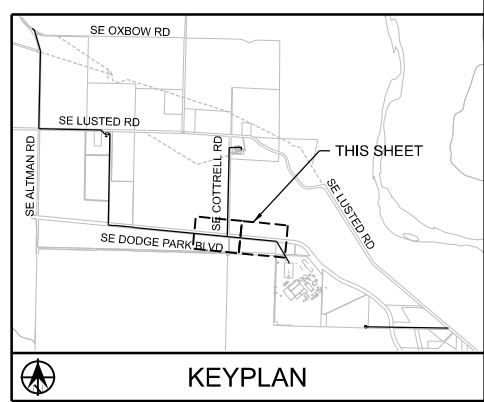 SE OXBOW RD
SE LUSTED RD
SE ALTMAN RD
SE COTTRELL RD
THIS SHEET
SE LUSTED RD
SE DODGE PARK BLVD
KEYPLAN